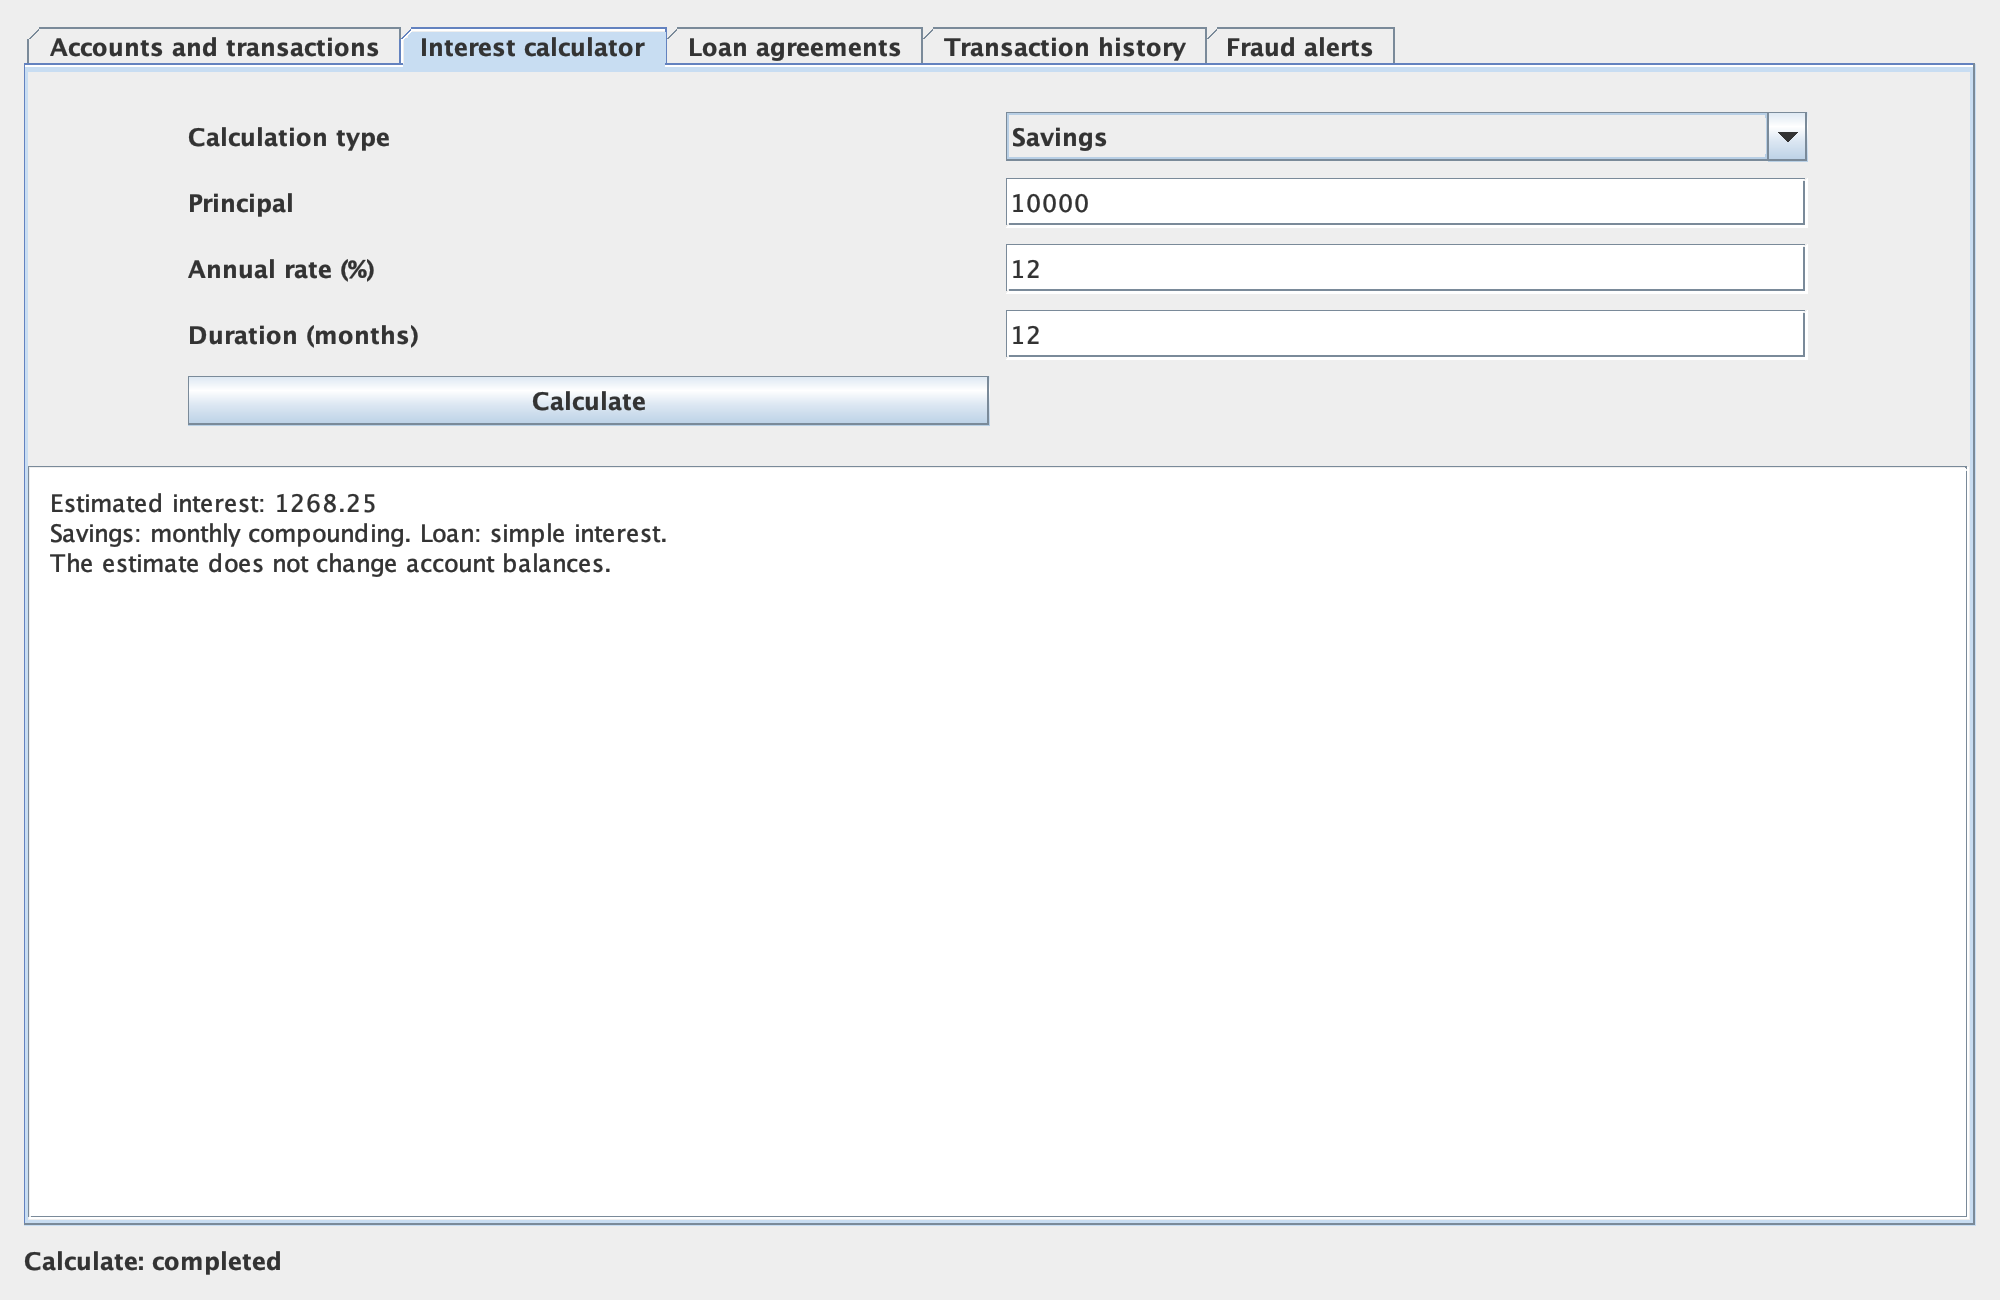 Accounts and transactions Interest calculator Loan agreements Transaction history Fraud alerts
Calculation type Savings
Principal 10000
Annual rate (%) 12
Duration (months) 12
Calculate
Estimated interest: 1268.25
Savings: monthly compounding. Loan: simple interest.
The estimate does not change account balances.
Calculate: completed